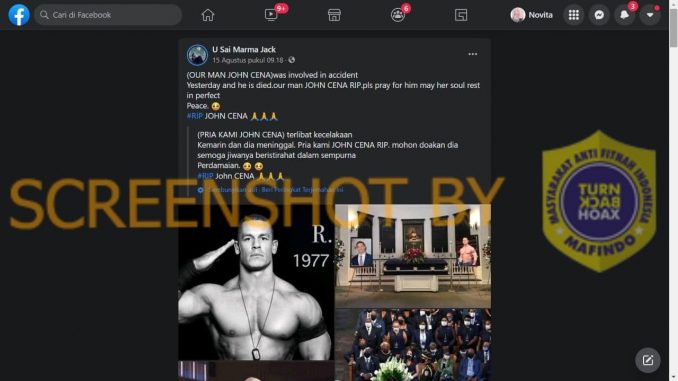 Cari di Facebook
9+
6
Novita
3
U Sai Marma Jack
15 Agustus pukul 09.18 ·
(OUR MAN JOHN CENA)was involved in accident
Yesterday and he is died.our man JOHN CENA RIP.pls pray for him may her soul rest
in perfect
Peace. 😢
#RIP JOHN CENA 🙏🙏🙏
(PRIA KAMI JOHN CENA) terlibat kecelakaan
Kemarin dan dia meninggal. Pria kami JOHN CENA RIP. mohon doakan dia
semoga jiwanya beristirahat dalam sempurna
Perdamaian. 😢 😢
#RIP John CENA 🙏🙏🙏
Sembunyikan asli · Beri Peringkat Terjemahan Ini
SCREENSHOT BY
MASYARAKAT ANTI FITNAH INDONESIA
TURN
BACK
HOAX
MAFINDO
R.
1977